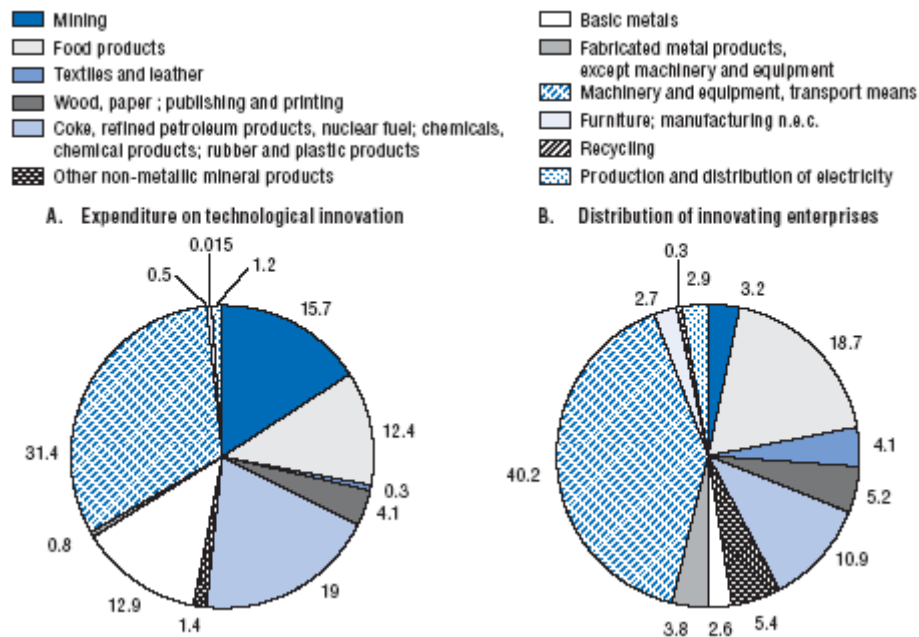 Mining
Food products
Textiles and leather
Wood, paper ; publishing and printing
Coke, refined petroleum products, nuclear fuel; chemicals,
chemical products; rubber and plastic products
Other non-metallic mineral products
Basic metals
Fabricated metal products,
except machinery and equipment
Machinery and equipment, transport means
Furniture; manufacturing n.e.c.
Recycling
Production and distribution of electricity
A. Expenditure on technological innovation
0.015
0.5
1.2
15.7
12.4
0.3
4.1
19
1.4
12.9
0.8
31.4
B. Distribution of innovating enterprises
0.3
2.7
2.9
3.2
18.7
4.1
5.2
10.9
5.4
2.6
3.8
40.2